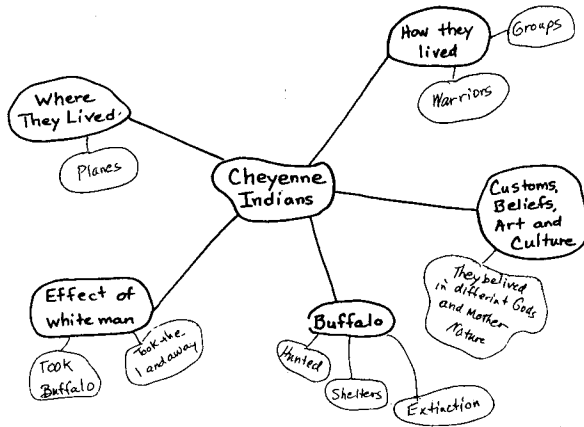 How they
lived
Groups
Warriors
Where
They Lived.
Planes
Cheyenne
Indians
Customs,
Beliefs,
Art and
Culture
They belived
in differint Gods
and Mother
Nature
Effect of
white man
Took
Buffalo
Took the
land away
Buffalo
Hunted
Shelters
Extinction